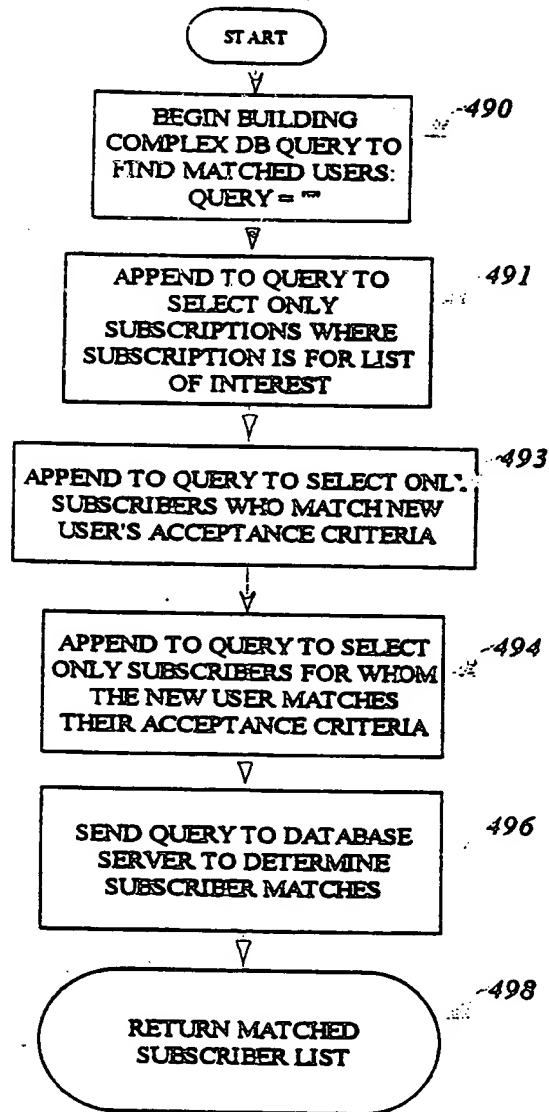 START
490
BEGIN BUILDING
COMPLEX DB QUERY TO
FIND MATCHED USERS:
QUERY = ""
491
APPEND TO QUERY TO
SELECT ONLY
SUBSCRIPTIONS WHERE
SUBSCRIPTION IS FOR LIST
OF INTEREST
493
APPEND TO QUERY TO SELECT ONLY
SUBSCRIBERS WHO MATCH NEW
USER'S ACCEPTANCE CRITERIA
494
APPEND TO QUERY TO SELECT
ONLY SUBSCRIBERS FOR WHOM
THE NEW USER MATCHES
THEIR ACCEPTANCE CRITERIA
496
SEND QUERY TO DATABASE
SERVER TO DETERMINE
SUBSCRIBER MATCHES
498
RETURN MATCHED
SUBSCRIBER LIST